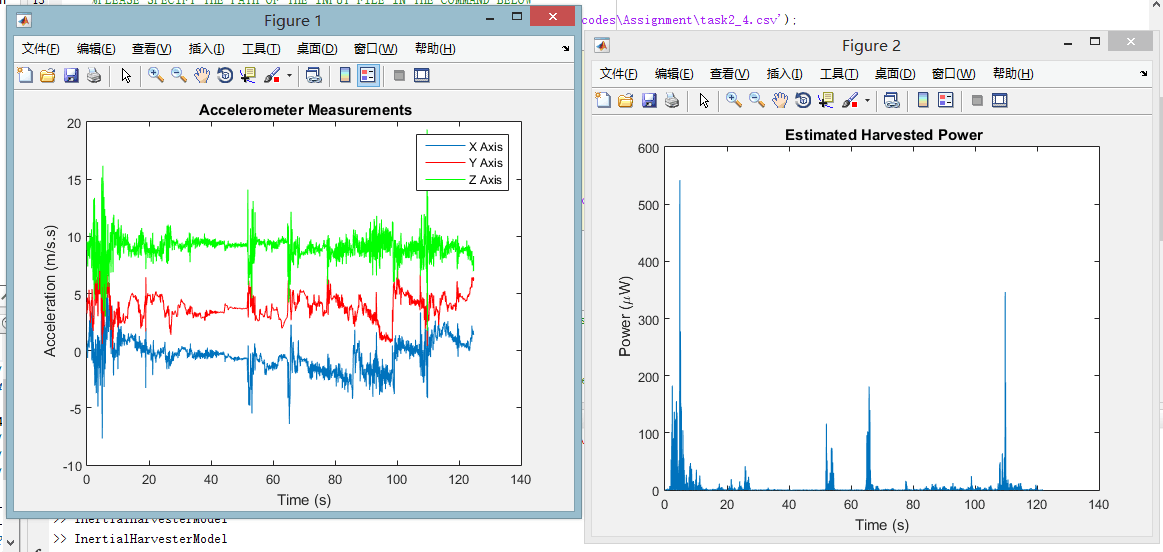 %PLEASE SPECIFY THE PATH OF THE INPUT FILE IN THE COMMAND BELOW
codes\Assignment\task2_4.csv');
Figure 1
文件(F) 编辑(E) 查看(V) 插入(I) 工具(T) 桌面(D) 窗口(W) 帮助(H)
Accelerometer Measurements
X Axis
Y Axis
Z Axis
20
15
10
5
0
-5
-10
Acceleration (m/s.s)
0 20 40 60 80 100 120 140
Time (s)
Figure 2
文件(F) 编辑(E) 查看(V) 插入(I) 工具(T) 桌面(D) 窗口(W) 帮助(H)
Estimated Harvested Power
600
500
400
300
200
100
0
Power (μW)
0 20 40 60 80 100 120 140
Time (s)
>> InertialHarvesterModel
>> InertialHarvesterModel